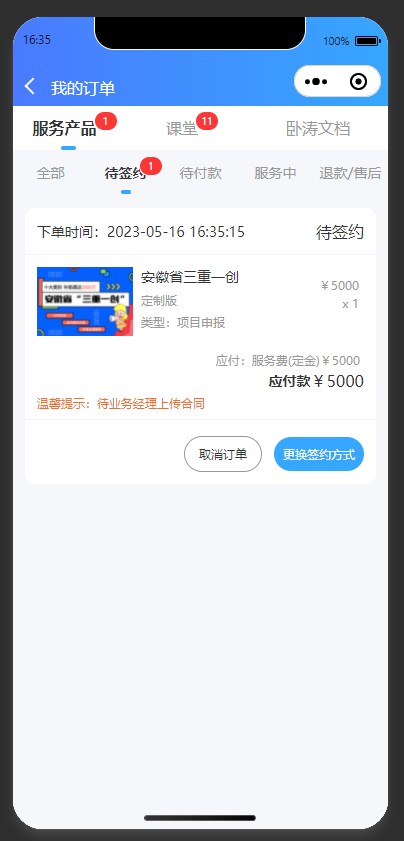 16:35
100%
我的订单
服务产品 1
课堂 11
卧涛文档
全部
待签约 1
待付款
服务中
退款/售后
下单时间：2023-05-16 16:35:15
待签约
安徽省“三重一创”
安徽省三重一创
¥5000
定制版
x 1
类型：项目申报
应付：服务费(定金)¥5000
应付款¥5000
温馨提示：待业务经理上传合同
取消订单
更换签约方式